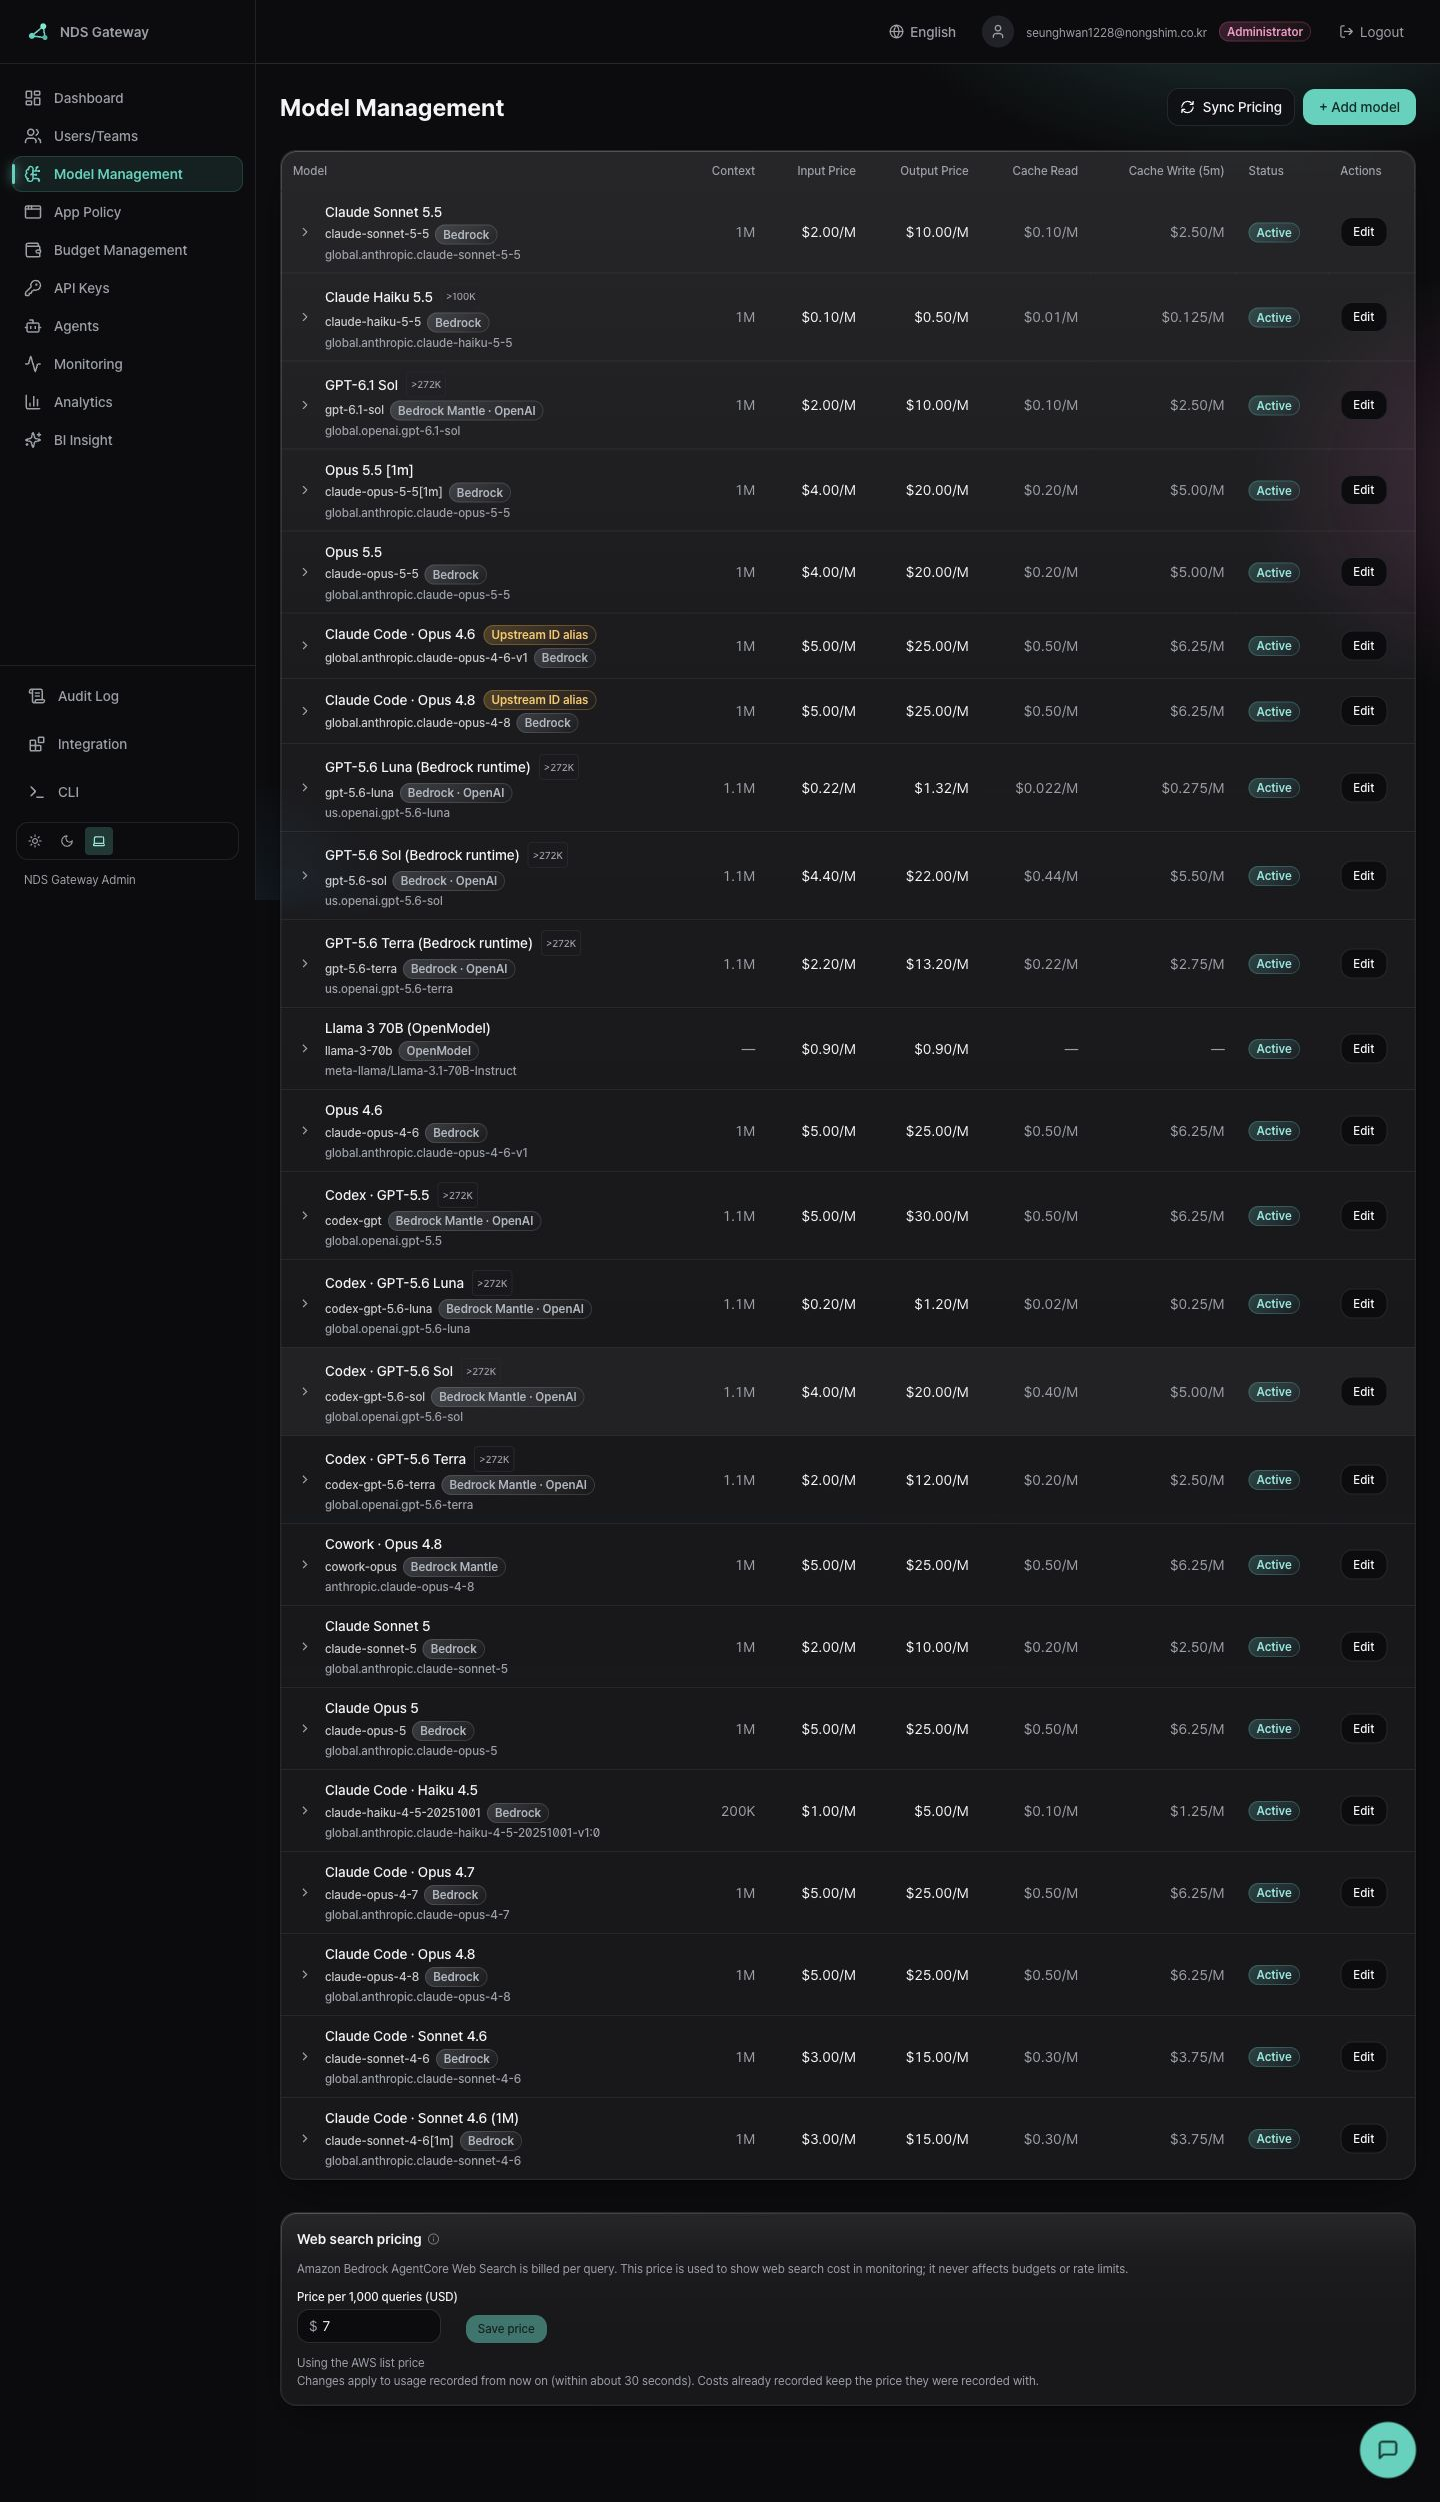 NDS Gateway
English
seunghwan1228@nongshim.co.kr
Administrator
Logout
Dashboard
Users/Teams
Model Management
App Policy
Budget Management
API Keys
Agents
Monitoring
Analytics
BI Insight
Audit Log
Integration
CLI
NDS Gateway Admin
Model Management
Sync Pricing
+ Add model
Model Context Input Price Output Price Cache Read Cache Write (5m) Status Actions
Claude Sonnet 5.5
claude-sonnet-5-5 Bedrock
global.anthropic.claude-sonnet-5-5
1M $2.00/M $10.00/M $0.10/M $2.50/M Active Edit
Claude Haiku 5.5 >100K
claude-haiku-5-5 Bedrock
global.anthropic.claude-haiku-5-5
1M $0.10/M $0.50/M $0.01/M $0.125/M Active Edit
GPT-6.1 Sol >272K
gpt-6.1-sol Bedrock Mantle · OpenAI
global.openai.gpt-6.1-sol
1M $2.00/M $10.00/M $0.10/M $2.50/M Active Edit
Opus 5.5 [1m]
claude-opus-5-5[1m] Bedrock
global.anthropic.claude-opus-5-5
1M $4.00/M $20.00/M $0.20/M $5.00/M Active Edit
Opus 5.5
claude-opus-5-5 Bedrock
global.anthropic.claude-opus-5-5
1M $4.00/M $20.00/M $0.20/M $5.00/M Active Edit
Claude Code · Opus 4.6 Upstream ID alias
global.anthropic.claude-opus-4-6-v1 Bedrock
1M $5.00/M $25.00/M $0.50/M $6.25/M Active Edit
Claude Code · Opus 4.8 Upstream ID alias
global.anthropic.claude-opus-4-8 Bedrock
1M $5.00/M $25.00/M $0.50/M $6.25/M Active Edit
GPT-5.6 Luna (Bedrock runtime) >272K
gpt-5.6-luna Bedrock · OpenAI
us.openai.gpt-5.6-luna
1.1M $0.22/M $1.32/M $0.022/M $0.275/M Active Edit
GPT-5.6 Sol (Bedrock runtime) >272K
gpt-5.6-sol Bedrock · OpenAI
us.openai.gpt-5.6-sol
1.1M $4.40/M $22.00/M $0.44/M $5.50/M Active Edit
GPT-5.6 Terra (Bedrock runtime) >272K
gpt-5.6-terra Bedrock · OpenAI
us.openai.gpt-5.6-terra
1.1M $2.20/M $13.20/M $0.22/M $2.75/M Active Edit
Llama 3 70B (OpenModel)
llama-3-70b OpenModel
meta-llama/Llama-3.1-70B-Instruct
— $0.90/M $0.90/M — — Active Edit
Opus 4.6
claude-opus-4-6 Bedrock
global.anthropic.claude-opus-4-6-v1
1M $5.00/M $25.00/M $0.50/M $6.25/M Active Edit
Codex · GPT-5.5 >272K
codex-gpt Bedrock Mantle · OpenAI
global.openai.gpt-5.5
1.1M $5.00/M $30.00/M $0.50/M $6.25/M Active Edit
Codex · GPT-5.6 Luna >272K
codex-gpt-5.6-luna Bedrock Mantle · OpenAI
global.openai.gpt-5.6-luna
1.1M $0.20/M $1.20/M $0.02/M $0.25/M Active Edit
Codex · GPT-5.6 Sol >272K
codex-gpt-5.6-sol Bedrock Mantle · OpenAI
global.openai.gpt-5.6-sol
1.1M $4.00/M $20.00/M $0.40/M $5.00/M Active Edit
Codex · GPT-5.6 Terra >272K
codex-gpt-5.6-terra Bedrock Mantle · OpenAI
global.openai.gpt-5.6-terra
1.1M $2.00/M $12.00/M $0.20/M $2.50/M Active Edit
Cowork · Opus 4.8
cowork-opus Bedrock Mantle
anthropic.claude-opus-4-8
1M $5.00/M $25.00/M $0.50/M $6.25/M Active Edit
Claude Sonnet 5
claude-sonnet-5 Bedrock
global.anthropic.claude-sonnet-5
1M $2.00/M $10.00/M $0.20/M $2.50/M Active Edit
Claude Opus 5
claude-opus-5 Bedrock
global.anthropic.claude-opus-5
1M $5.00/M $25.00/M $0.50/M $6.25/M Active Edit
Claude Code · Haiku 4.5
claude-haiku-4-5-20251001 Bedrock
global.anthropic.claude-haiku-4-5-20251001-v1:0
200K $1.00/M $5.00/M $0.10/M $1.25/M Active Edit
Claude Code · Opus 4.7
claude-opus-4-7 Bedrock
global.anthropic.claude-opus-4-7
1M $5.00/M $25.00/M $0.50/M $6.25/M Active Edit
Claude Code · Opus 4.8
claude-opus-4-8 Bedrock
global.anthropic.claude-opus-4-8
1M $5.00/M $25.00/M $0.50/M $6.25/M Active Edit
Claude Code · Sonnet 4.6
claude-sonnet-4-6 Bedrock
global.anthropic.claude-sonnet-4-6
1M $3.00/M $15.00/M $0.30/M $3.75/M Active Edit
Claude Code · Sonnet 4.6 (1M)
claude-sonnet-4-6[1m] Bedrock
global.anthropic.claude-sonnet-4-6
1M $3.00/M $15.00/M $0.30/M $3.75/M Active Edit
Web search pricing
Amazon Bedrock AgentCore Web Search is billed per query. This price is used to show web search cost in monitoring; it never affects budgets or rate limits.
Price per 1,000 queries (USD)
$ 7
Save price
Using the AWS list price
Changes apply to usage recorded from now on (within about 30 seconds). Costs already recorded keep the price they were recorded with.